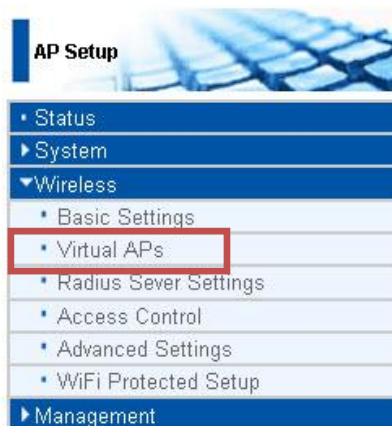 AP Setup
Status
System
Wireless
Basic Settings
Virtual APs
Radius Sever Settings
Access Control
Advanced Settings
WiFi Protected Setup
Management